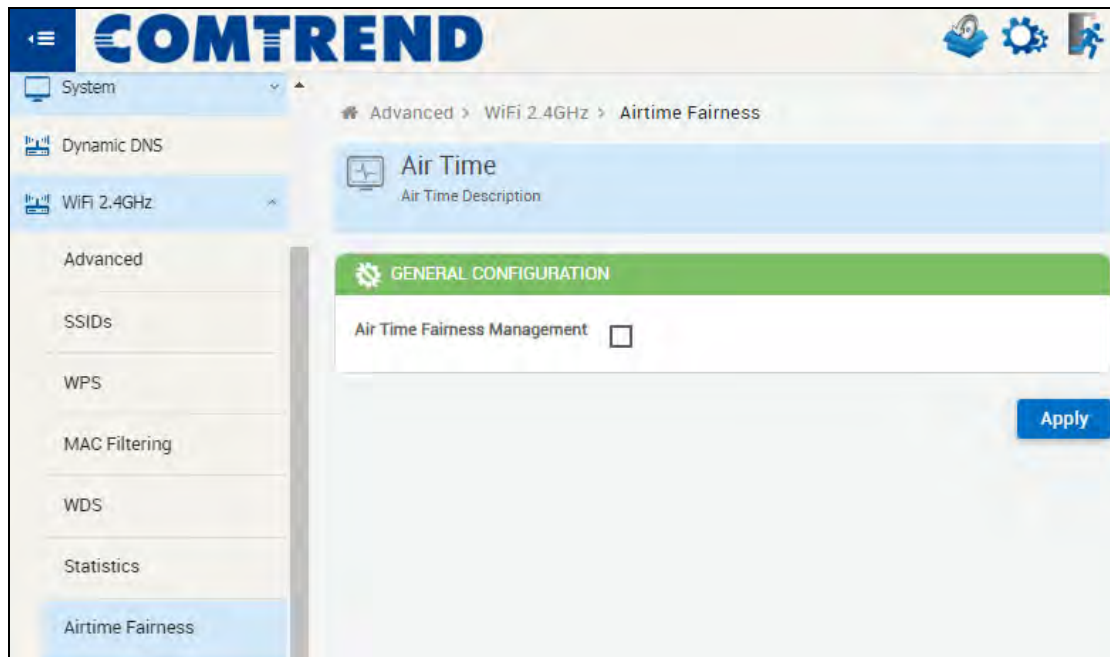 COMTREND
System
Dynamic DNS
WiFi 2.4GHz
Advanced
SSIDs
WPS
MAC Filtering
WDS
Statistics
Airtime Fairness
Advanced > WiFi 2.4GHz > Airtime Fairness
Air Time
Air Time Description
GENERAL CONFIGURATION
Air Time Fairness Management
Apply